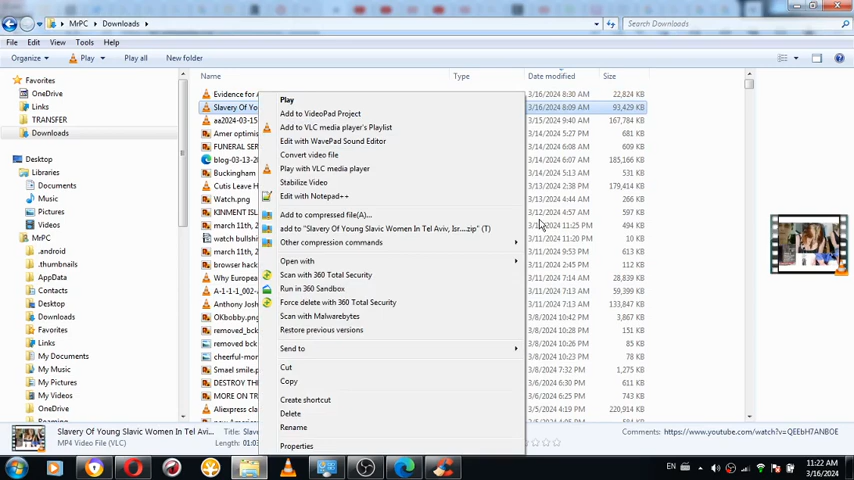 MrPC
Downloads
Search Downloads
File
Edit
View
Tools
Help
Organize
Play
Play all
New folder
Favorites
OneDrive
Links
TRANSFER
Downloads
Desktop
Libraries
Documents
Music
Pictures
Videos
MrPC
.android
.thumbnails
AppData
Contacts
Desktop
Downloads
Favorites
Links
My Documents
My Music
My Pictures
My Videos
OneDrive
Roaming
Name
Type
Date modified
Size
Evidence for
3/16/2024 8:30 AM 22,824 KB
Slavery Of Yo
3/16/2024 8:09 AM 93,429 KB
aa2024-03-15
3/15/2024 9:40 AM 167,784 KB
Amer optimis
3/14/2024 5:27 PM 681 KB
FUNERAL SER
3/14/2024 6:08 AM 609 KB
blog-03-13-20
3/14/2024 6:07 AM 185,166 KB
Buckingham
3/14/2024 5:13 AM 531 KB
Cutis Leave H
3/13/2024 2:38 PM 179,414 KB
Watch.png
3/13/2024 4:44 AM 266 KB
KINMENT ISL
3/13/2024 4:57 AM 597 KB
march 11th, 2
11:25 PM 494 KB
watch bullshi
3/11/2024 11:20 PM 10 KB
march 11th, 2
3/11/2024 9:53 PM 613 KB
browser hack
3/11/2024 2:45 PM 112 KB
Why Europea
3/11/2024 7:14 AM 28,839 KB
A-1-1-1_002-
3/11/2024 7:13 AM 59,399 KB
Anthony Josh
3/11/2024 7:13 AM 133,847 KB
OKbobby.png
3/8/2024 10:42 PM 3,867 KB
removed_bck
3/8/2024 10:28 PM 151 KB
removed bck
3/8/2024 10:26 PM 85 KB
cheerful-mom
3/8/2024 10:23 PM 78 KB
Smael smile.p
3/8/2024 7:32 PM 1,275 KB
DESTROY THE
3/6/2024 6:30 PM 613 KB
MORE ON TR
3/6/2024 6:21 PM 630 KB
Aliexpress cla
3/5/2024 4:19 PM 220,914 KB
Play
Add to VideoPad Project
Add to VLC media player's Playlist
Edit with WavePad Sound Editor
Convert video file
Play with VLC media player
Stabilize Video
Edit with Notepad++
Add to compressed file(A)...
add to "Slavery Of Young Slavic Women In Tel Aviv, Isr....zip" (T)
Other compression commands
Open with
Scan with 360 Total Security
Run in 360 Sandbox
Force delete with 360 Total Security
Scan with Malwarebytes
Restore previous versions
Send to
Cut
Copy
Create shortcut
Delete
Rename
Properties
Slavery Of Young Slavic Women In Tel Avi...
MP4 Video File (VLC)
Title: Slave
Length: 01:0
Comments: https://www.youtube.com/watch?v=QEEbH7ANBOE
EN
11:22 AM
3/16/2024